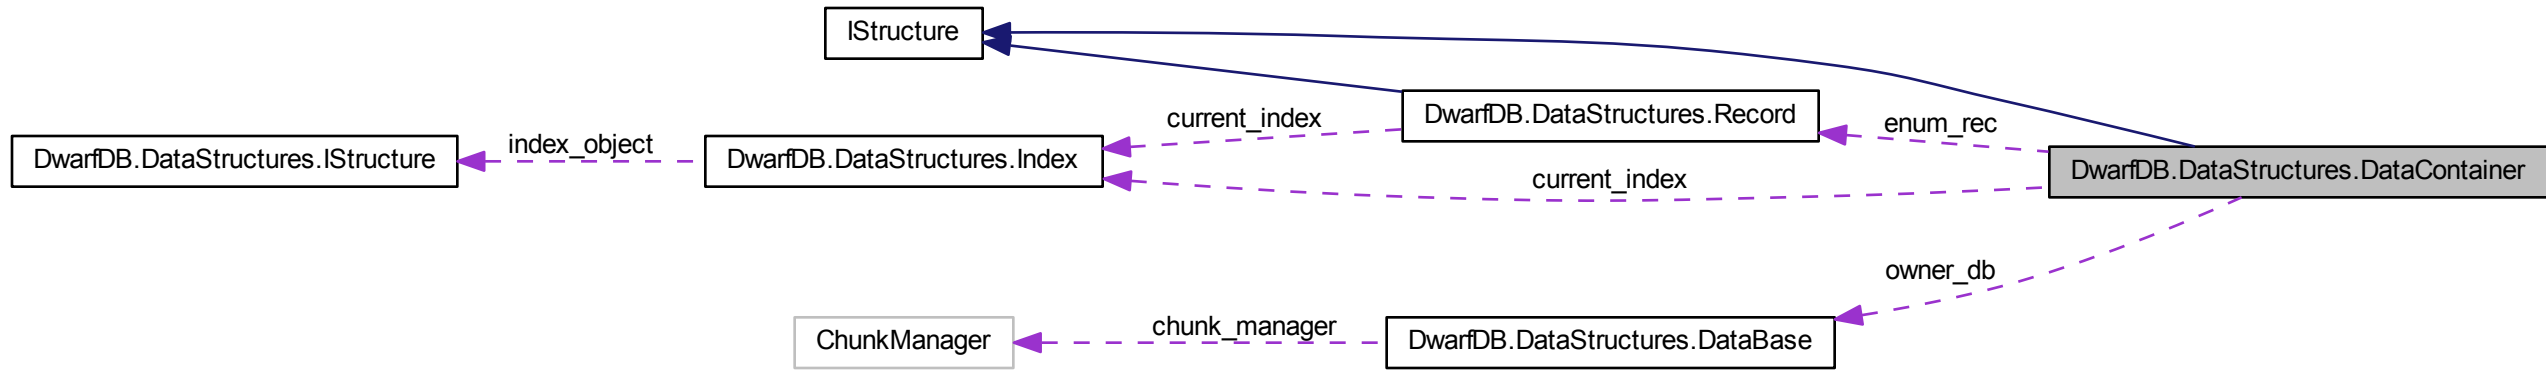 IStructure
DwarfDB.DataStructures.Record
current_index
enum_rec
index_object
DwarfDB.DataStructures.IStructure
DwarfDB.DataStructures.Index
DwarfDB.DataStructures.DataContainer
current_index
owner_db
chunk_manager
ChunkManager
DwarfDB.DataStructures.DataBase